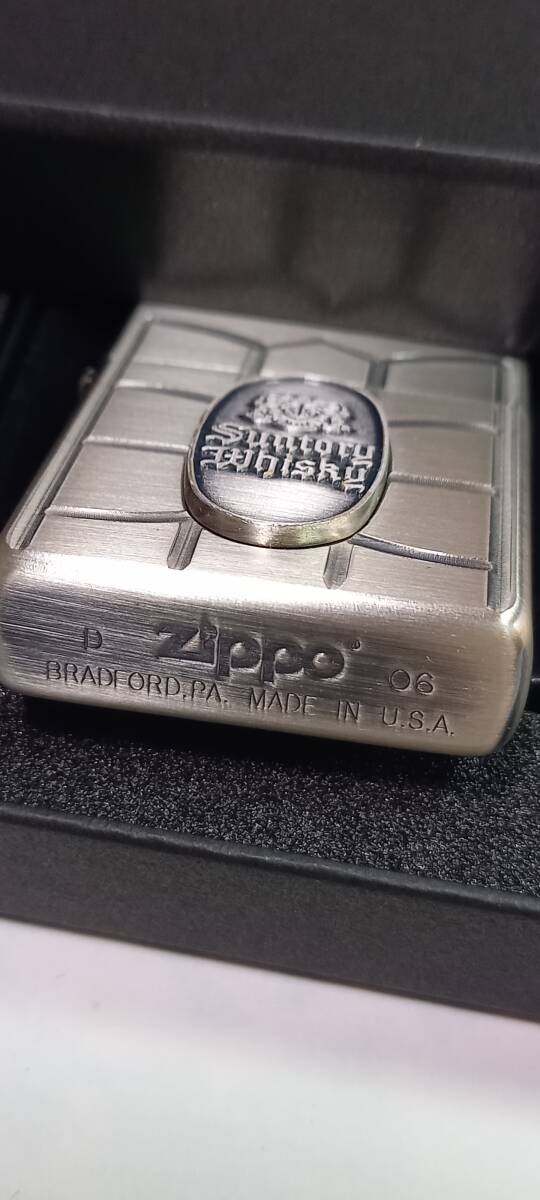 Suntory
Whisky
D zippo 06
BRADFORD,PA. MADE IN U.S.A.